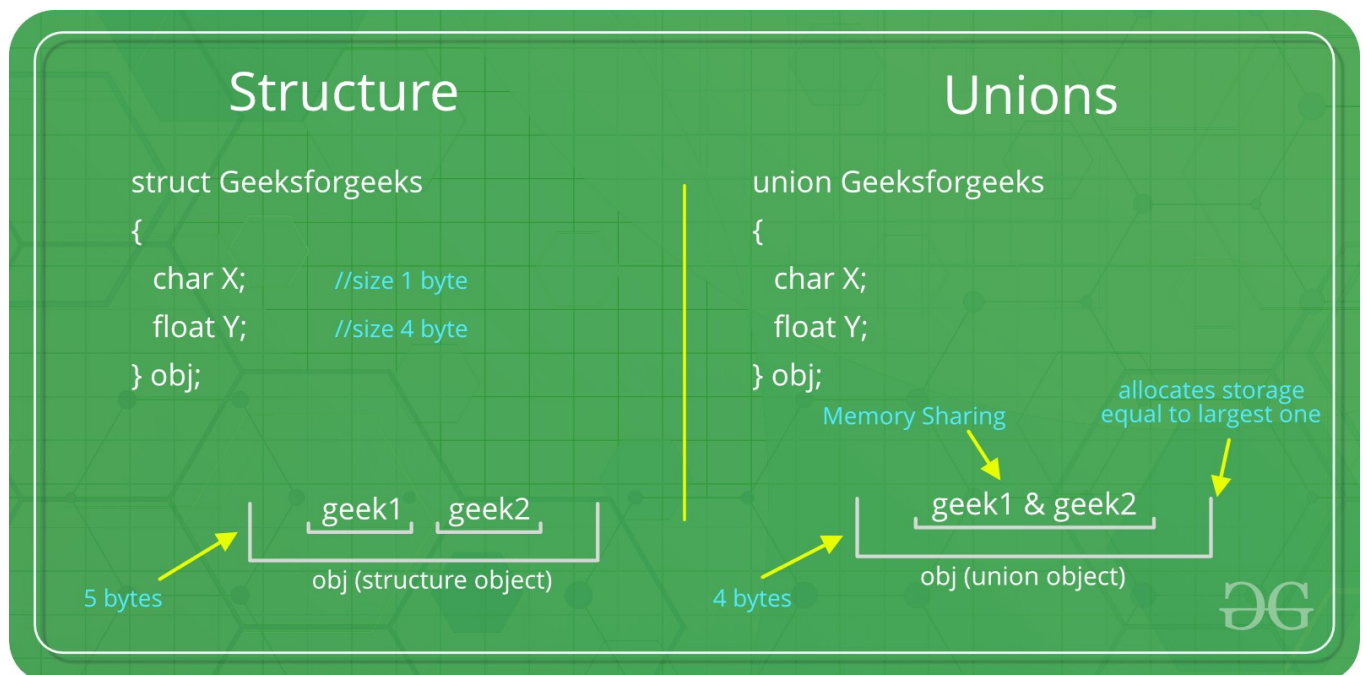 Structure
struct Geeksforgeeks
{
char X; //size 1 byte
float Y; //size 4 byte
} obj;
geek1 geek2
obj (structure object)
5 bytes
Unions
union Geeksforgeeks
{
char X;
float Y;
} obj;
Memory Sharing
allocates storage
equal to largest one
geek1 & geek2
obj (union object)
4 bytes